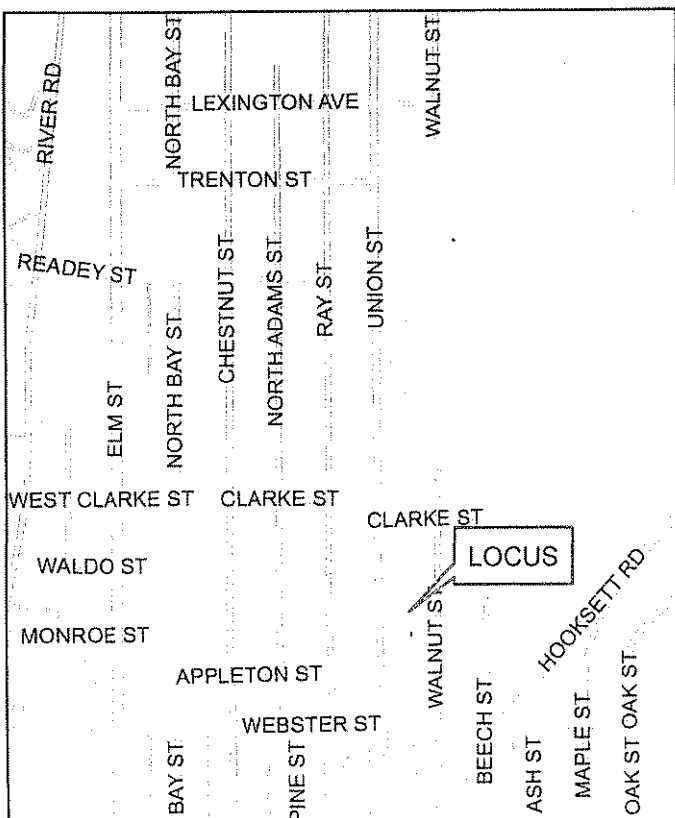 RIVER RD
NORTH BAY ST
WALNUT ST
LEXINGTON AVE
TRENTON ST
READEY ST
CHESTNUT ST
NORTH ADAMS ST
RAY ST
UNION ST
NORTH BAY ST
ELM ST
WEST CLARKE ST
CLARKE ST
CLARKE ST
LOCUS
WALDO ST
HOOKSETT RD
MONROE ST
WALNUT ST
APPLETON ST
WEBSTER ST
BEECH ST
MAPLE ST
OAK ST
OAK ST
ASH ST
BAY ST
PINE ST